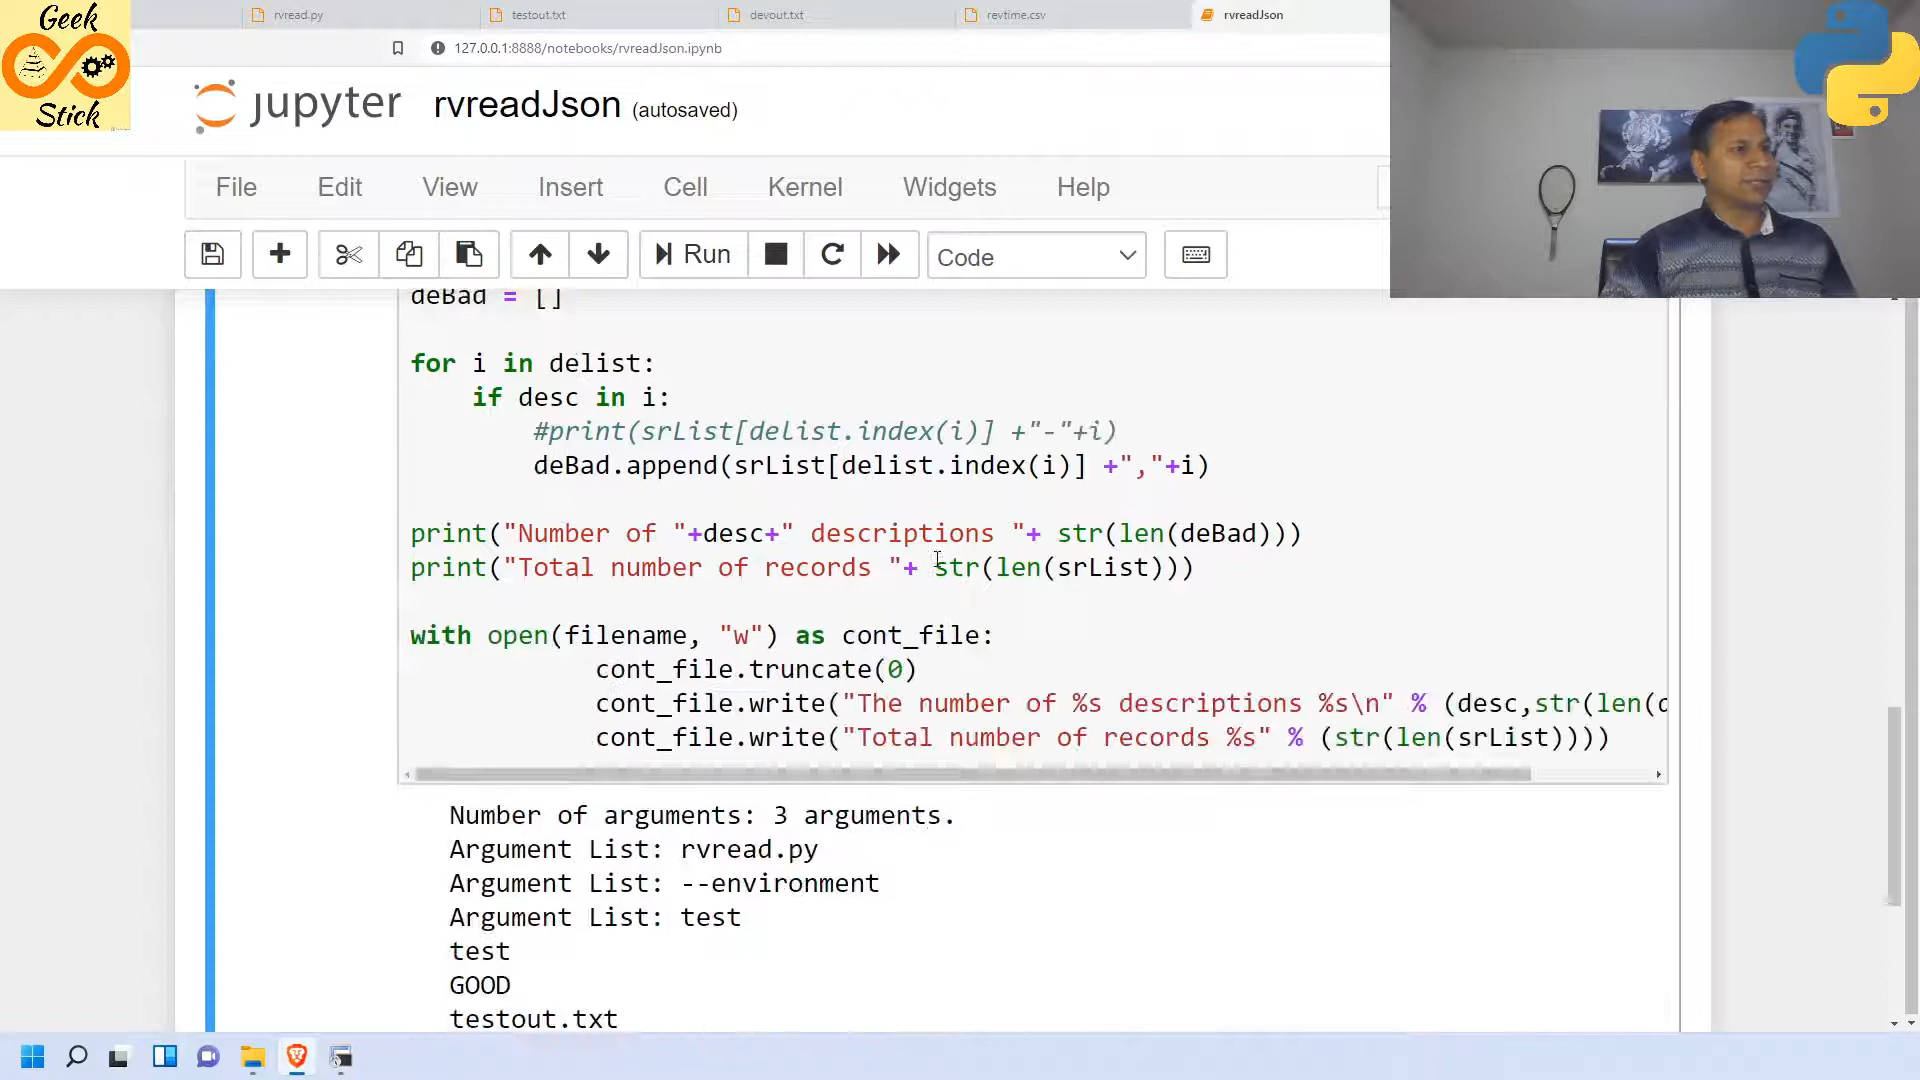 Geek
Stick
rvread.py
testout.txt
devout.txt
revtime.csv
rvreadJson
127.0.0.1:8888/notebooks/rvreadJson.ipynb
jupyter rvreadJson (autosaved)
File Edit View Insert Cell Kernel Widgets Help
Run Code
deBad = []
for i in delist:
    if desc in i:
        #print(srList[delist.index(i)] +"-"+i)
        deBad.append(srList[delist.index(i)] +","+i)
print("Number of "+desc+" descriptions "+ str(len(deBad)))
print("Total number of records "+ str(len(srList)))
with open(filename, "w") as cont_file:
            cont_file.truncate(0)
            cont_file.write("The number of %s descriptions %s\n" % (desc,str(len(
            cont_file.write("Total number of records %s" % (str(len(srList))))
Number of arguments: 3 arguments.
Argument List: rvread.py
Argument List: --environment
Argument List: test
test
GOOD
testout.txt